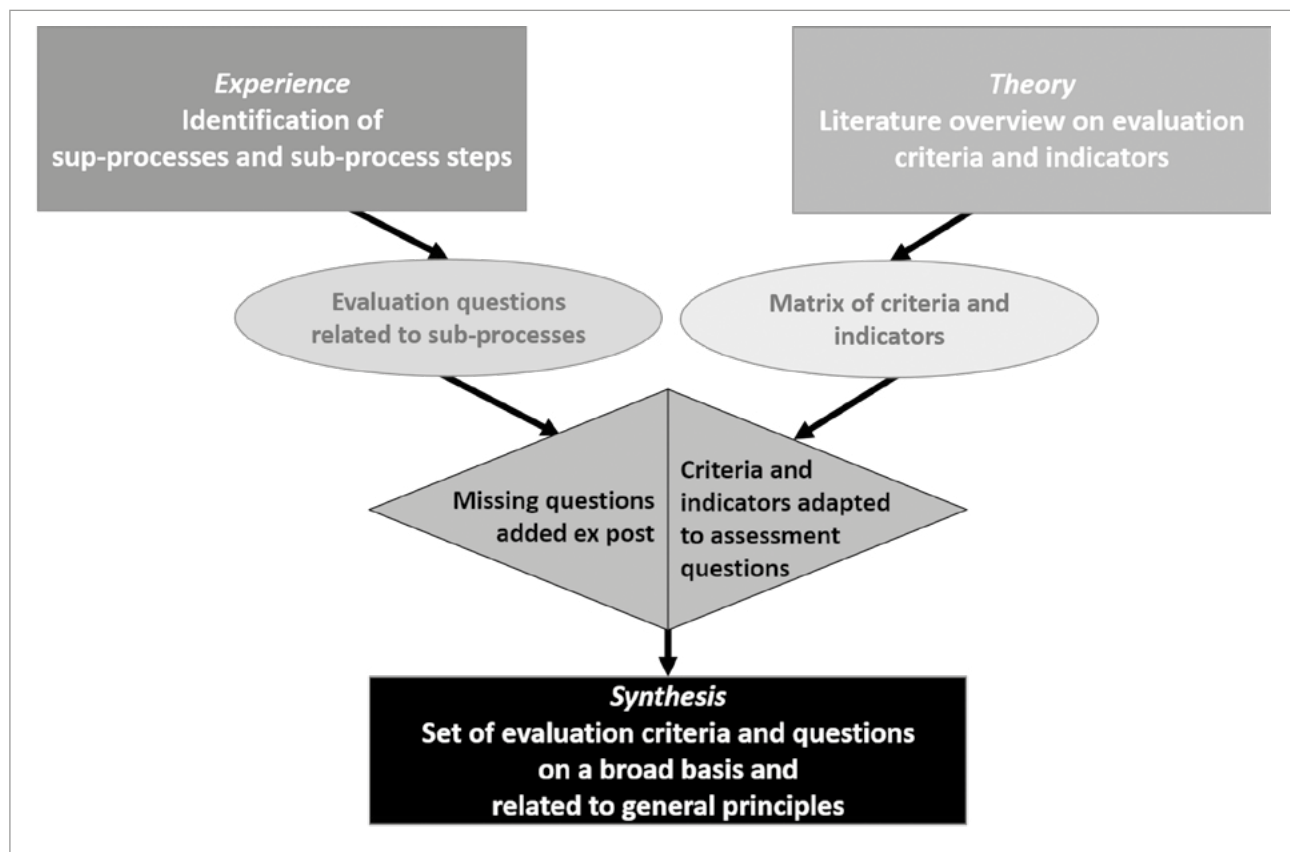 Experience
Identification of
sup-processes and sub-process steps
Theory
Literature overview on evaluation
criteria and indicators
Evaluation questions
related to sub-processes
Matrix of criteria and
indicators
Missing questions
added ex post
Criteria and
indicators adapted
to assessment
questions
Synthesis
Set of evaluation criteria and questions
on a broad basis and
related to general principles